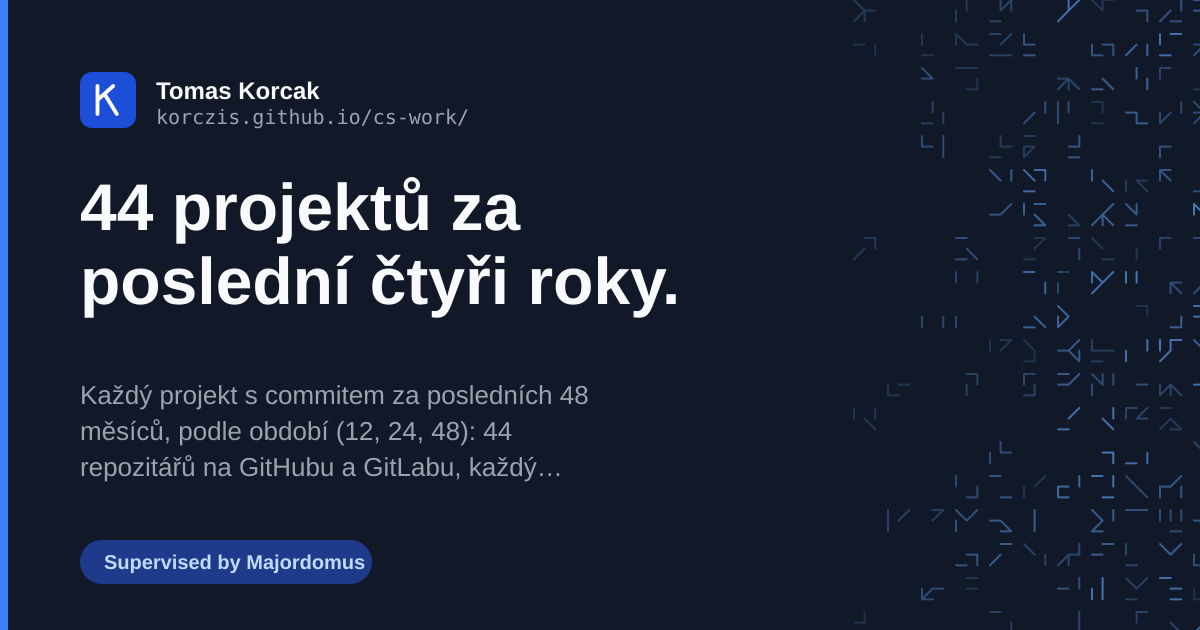 Tomas Korcak
korczis.github.io/cs-work/
44 projektů za
poslední čtyři roky.
Každý projekt s commitem za posledních 48
měsíců, podle období (12, 24, 48): 44
repozitářů na GitHubu a GitLabu, každý…
Supervised by Majordomus